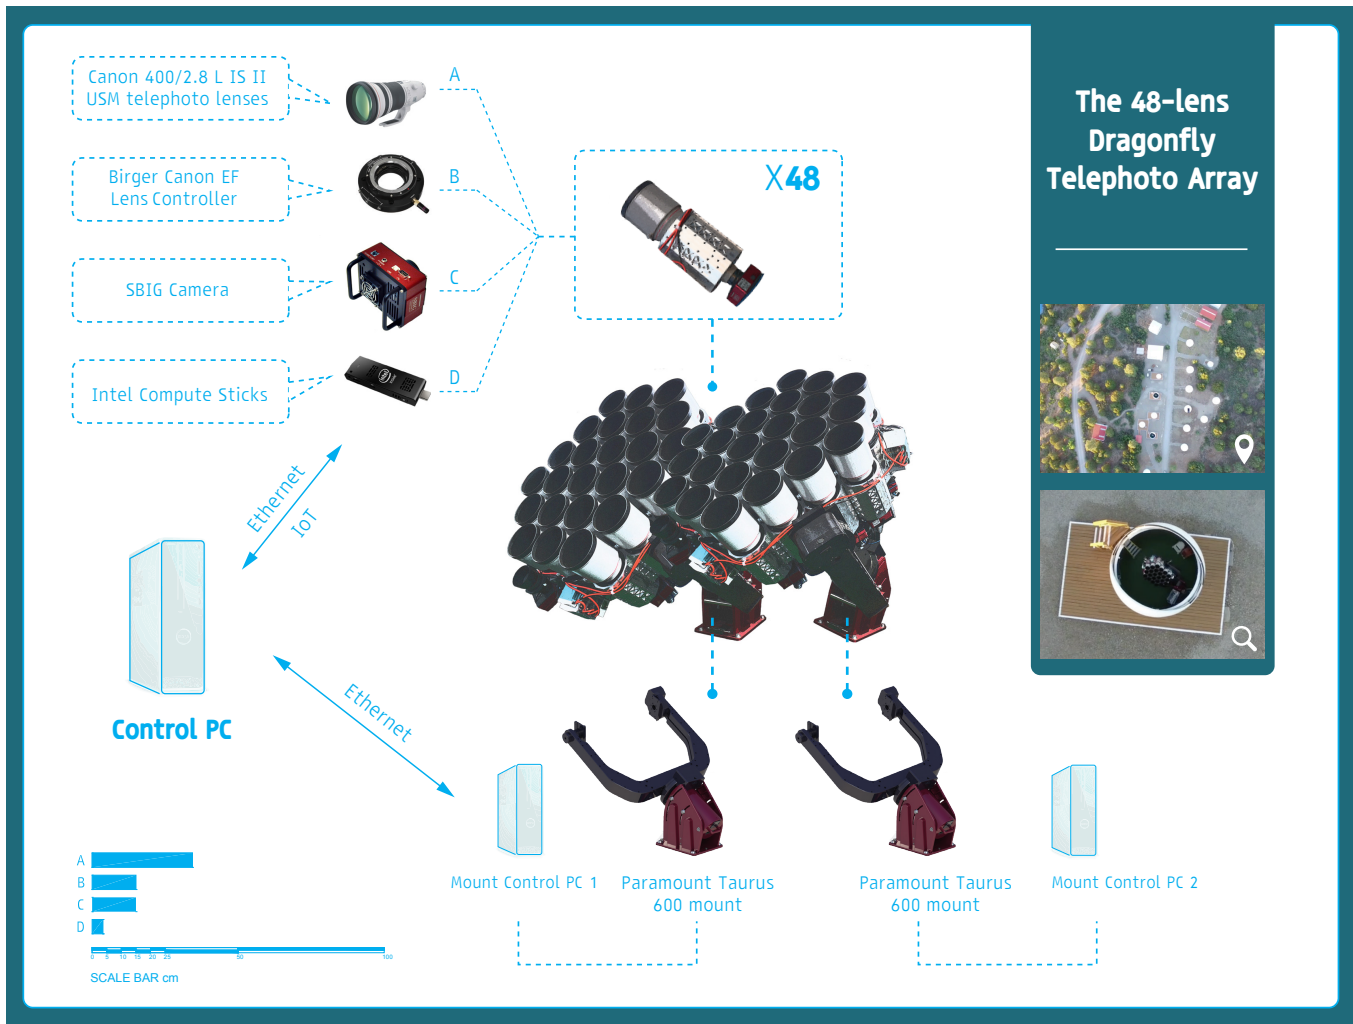 Canon 400/2.8 L IS II
USM telephoto lenses
A
Birger Canon EF
Lens Controller
B
SBIG Camera
C
Intel Compute Sticks
D
X48
The 48-lens
Dragonfly
Telephoto Array
Ethernet
IoT
Control PC
Ethernet
Mount Control PC 1
Paramount Taurus
600 mount
Paramount Taurus
600 mount
Mount Control PC 2
A
B
C
D
0 5 10 15 20 25 50 100
SCALE BAR cm